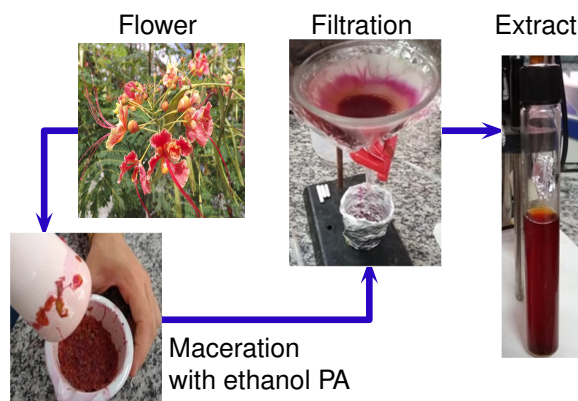 Flower
Filtration
Extract
Maceration
with ethanol PA